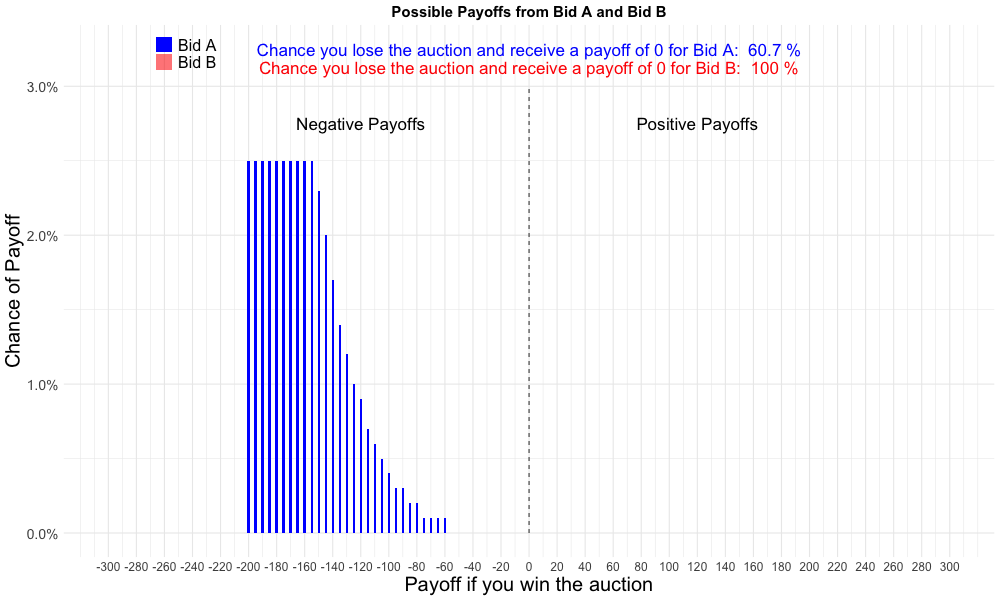 Possible Payoffs from Bid A and Bid B
Bid A
Bid B
Chance you lose the auction and receive a payoff of 0 for Bid A:  60.7 %
Chance you lose the auction and receive a payoff of 0 for Bid B:  100 %
Negative Payoffs
Positive Payoffs
Chance of Payoff
3.0%
2.0%
1.0%
0.0%
-300 -280 -260 -240 -220 -200 -180 -160 -140 -120 -100 -80 -60 -40 -20 0 20 40 60 80 100 120 140 160 180 200 220 240 260 280 300
Payoff if you win the auction